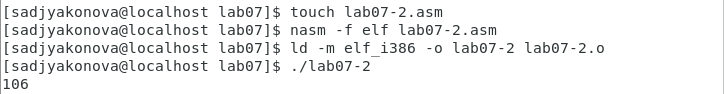 [sadjyakonova@localhost lab07]$ touch lab07-2.asm
[sadjyakonova@localhost lab07]$ nasm -f elf lab07-2.asm
[sadjyakonova@localhost lab07]$ ld -m elf_i386 -o lab07-2 lab07-2.o
[sadjyakonova@localhost lab07]$ ./lab07-2
106